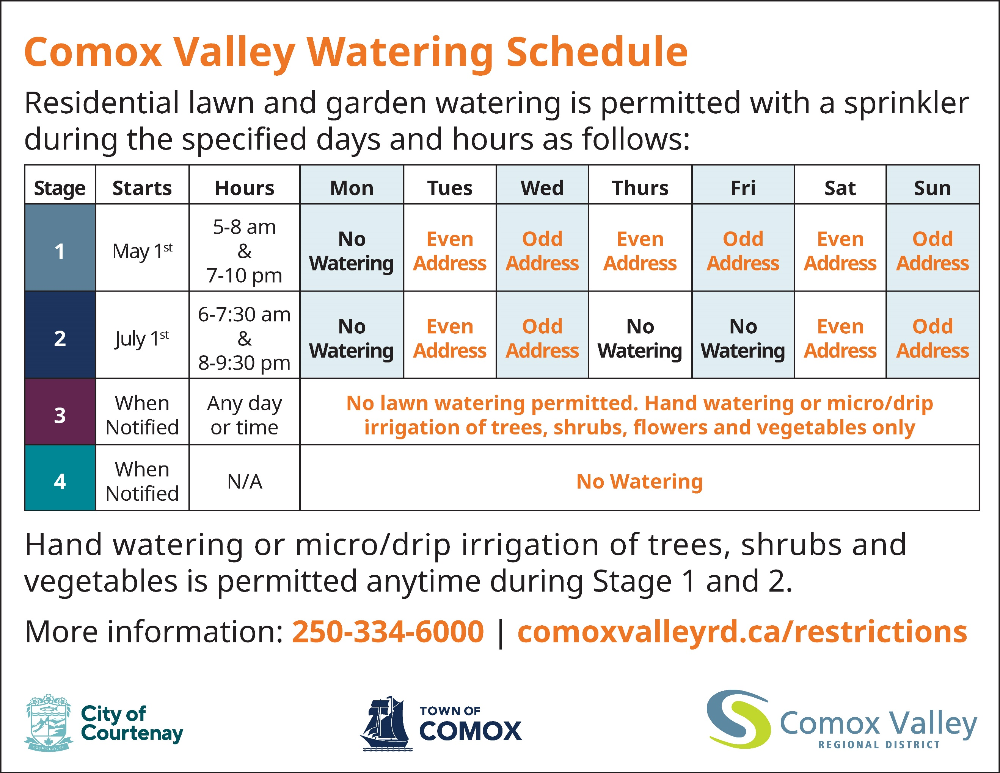 Comox Valley Watering Schedule
Residential lawn and garden watering is permitted with a sprinkler
during the specified days and hours as follows:
Stage Starts Hours Mon Tues Wed Thurs Fri Sat Sun
1 May 1st 5-8 am & 7-10 pm No Watering Even Address Odd Address Even Address Odd Address Even Address Odd Address
2 July 1st 6-7:30 am & 8-9:30 pm No Watering Even Address Odd Address No Watering No Watering Even Address Odd Address
3 When Notified Any day or time No lawn watering permitted. Hand watering or micro/drip irrigation of trees, shrubs, flowers and vegetables only
4 When Notified N/A No Watering
Hand watering or micro/drip irrigation of trees, shrubs and
vegetables is permitted anytime during Stage 1 and 2.
More information: 250-334-6000 | comoxvalleyrd.ca/restrictions
City of
Courtenay
COURTENAY, BC
TOWN OF
COMOX
Comox Valley
REGIONAL DISTRICT